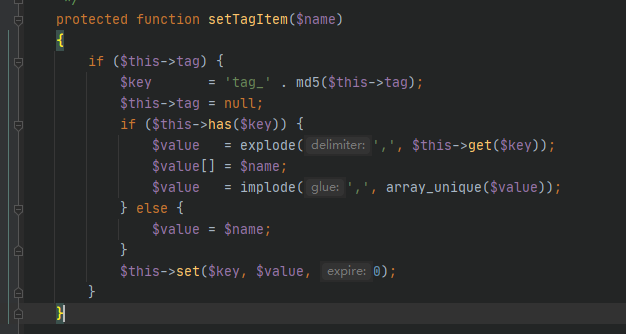 */
protected function setTagItem($name)
{
    if ($this->tag) {
        $key       = 'tag_' . md5($this->tag);
        $this->tag = null;
        if ($this->has($key)) {
            $value   = explode( delimiter: ',', $this->get($key));
            $value[] = $name;
            $value   = implode( glue: ',', array_unique($value));
        } else {
            $value = $name;
        }
        $this->set($key, $value, expire: 0);
    }
}